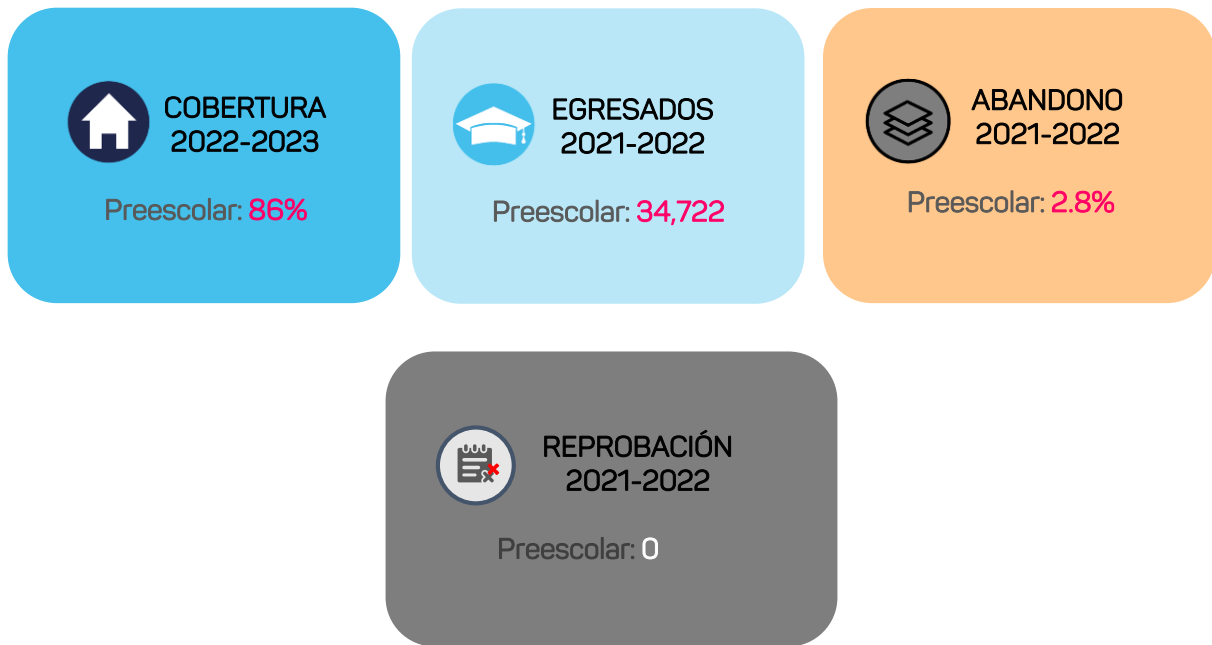 COBERTURA
2022-2023
Preescolar: 86%
EGRESADOS
2021-2022
Preescolar: 34,722
ABANDONO
2021-2022
Preescolar: 2.8%
REPROBACIÓN
2021-2022
Preescolar: 0